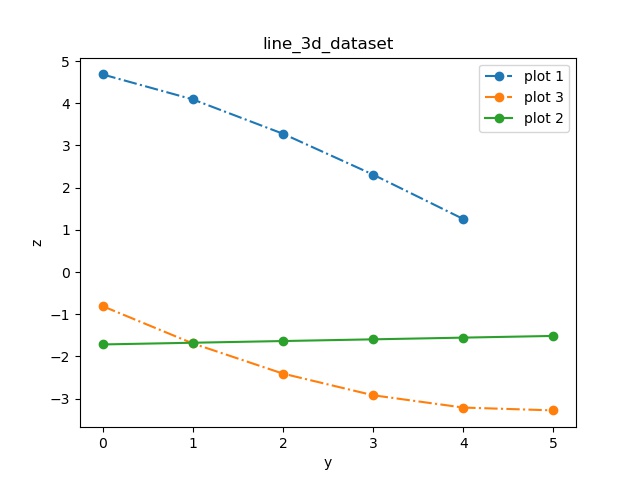 line_3d_dataset
plot 1
plot 3
plot 2
5
4
3
2
1
0
−1
−2
−3
z
0 1 2 3 4 5
y